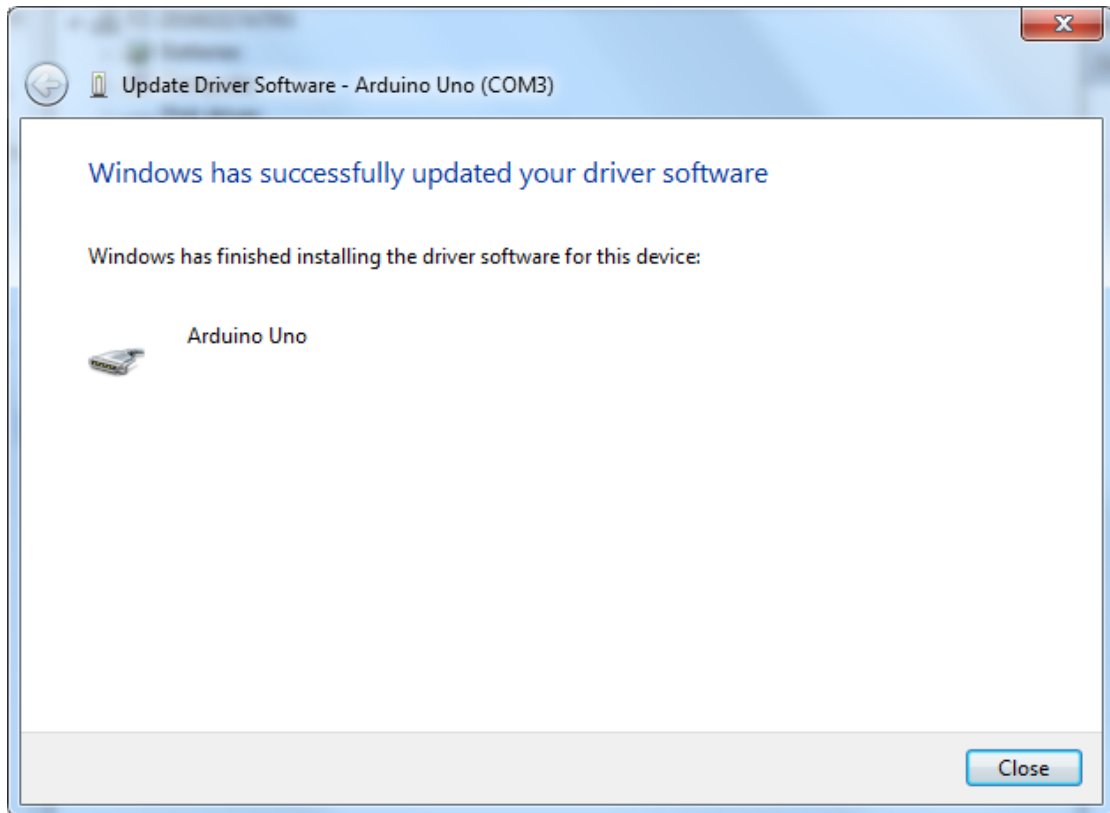 Update Driver Software - Arduino Uno (COM3)
Windows has successfully updated your driver software
Windows has finished installing the driver software for this device:
Arduino Uno
Close